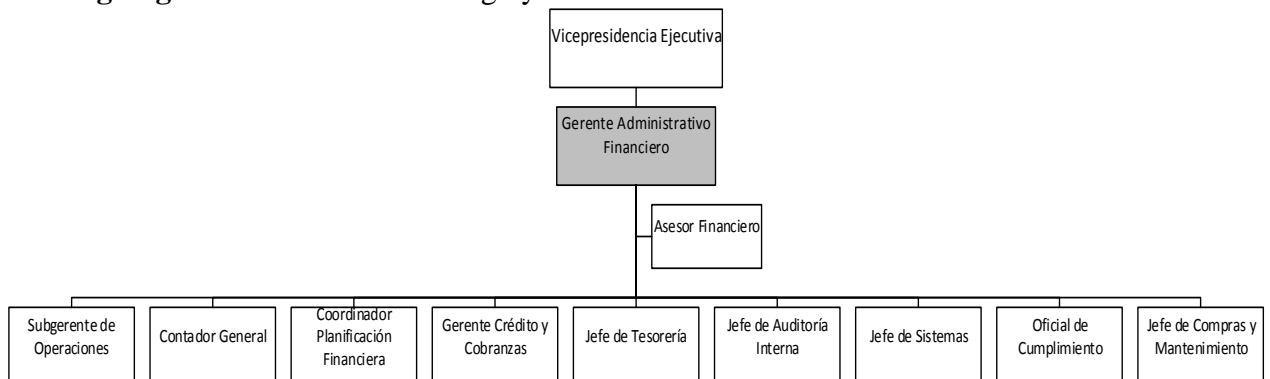 Vicepresidencia Ejecutiva
Gerente Administrativo
Financiero
Asesor Financiero
Subgerente de
Operaciones
Contador General
Coordinador
Planificación
Financiera
Gerente Crédito y
Cobranzas
Jefe de Tesorería
Jefe de Auditoría
Interna
Jefe de Sistemas
Oficial de
Cumplimiento
Jefe de Compras y
Mantenimiento